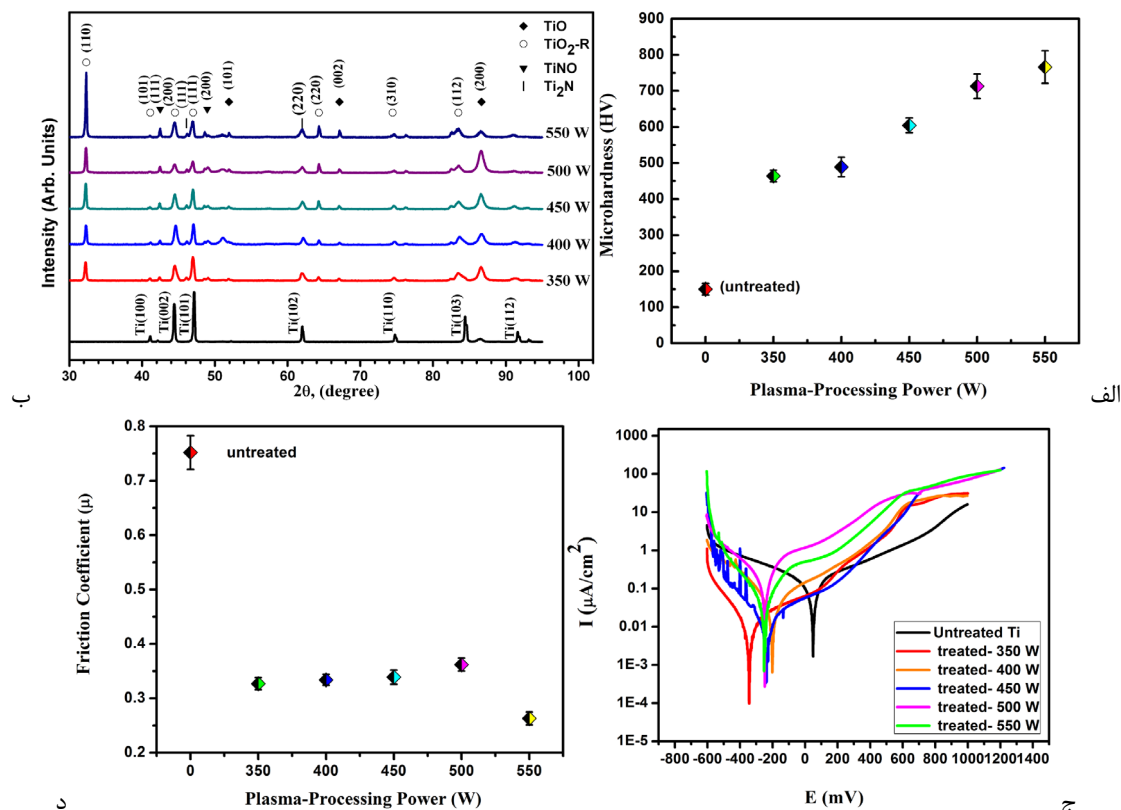 (110)
(101)
(111)
(200)
(111)
(111)
(200)
(101)
(220)
(220)
(002)
(310)
(112)
(200)
◆ TiO
○ TiO2-R
▼ TiNO
| Ti2N
550 W
500 W
450 W
400 W
350 W
Ti(100)
Ti(002)
Ti(101)
Ti(102)
Ti(110)
Ti(103)
Ti(112)
Intensity (Arb. Units)
30 40 50 60 70 80 90 100
2θ, (degree)
ب
Microhardness (HV)
900
800
700
600
500
400
300
200
100
0
(untreated)
0 350 400 450 500 550
Plasma-Processing Power (W)
الف
Friction Coefficient (μ)
0.8
0.7
0.6
0.5
0.4
0.3
0.2
untreated
0 350 400 450 500 550
Plasma-Processing Power (W)
د
I (μA/cm2)
1000
100
10
1
0.1
0.01
1E-3
1E-4
1E-5
Untreated Ti
treated- 350 W
treated- 400 W
treated- 450 W
treated- 500 W
treated- 550 W
-800 -600 -400 -200 0 200 400 600 800 1000 1200 1400
E (mV)
ج